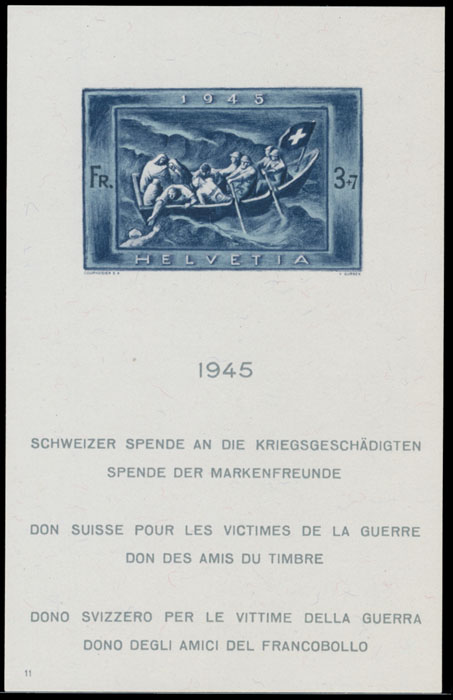 1945
FR. 3+7
HELVETIA
COURVOISIER S.A.
1945
SCHWEIZER SPENDE AN DIE KRIEGSGESCHÄDIGTEN
SPENDE DER MARKENFREUNDE
DON SUISSE POUR LES VICTIMES DE LA GUERRE
DON DES AMIS DU TIMBRE
DONO SVIZZERO PER LE VITTIME DELLA GUERRA
DONO DEGLI AMICI DEL FRANCOBOLLO
11